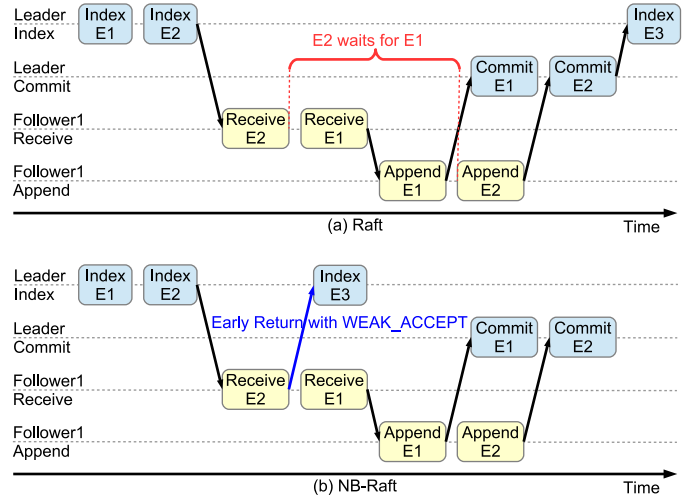 Leader
Index
Index
E1
Index
E2
Index
E3
E2 waits for E1
Leader
Commit
Commit
E1
Commit
E2
Follower1
Receive
Receive
E2
Receive
E1
Follower1
Append
Append
E1
Append
E2
(a) Raft
Time
Leader
Index
Index
E1
Index
E2
Index
E3
Early Return with WEAK_ACCEPT
Leader
Commit
Commit
E1
Commit
E2
Follower1
Receive
Receive
E2
Receive
E1
Follower1
Append
Append
E1
Append
E2
(b) NB-Raft
Time